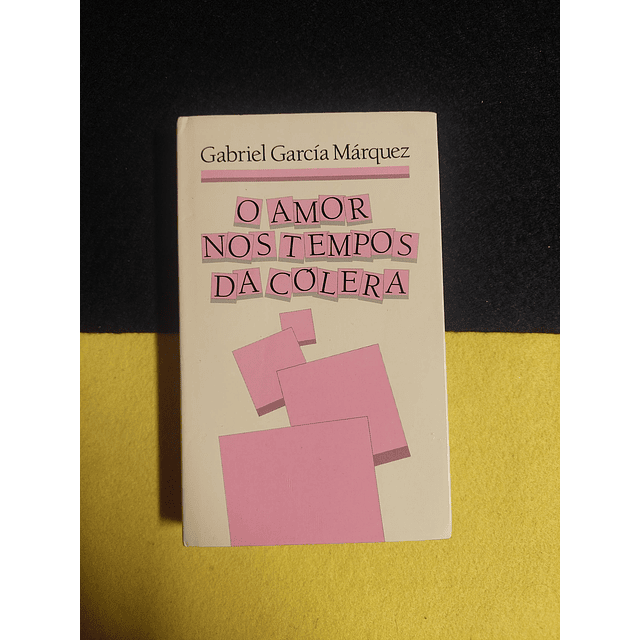 Gabriel García Márquez
O AMOR
NOS TEMPOS
DA CÓLERA